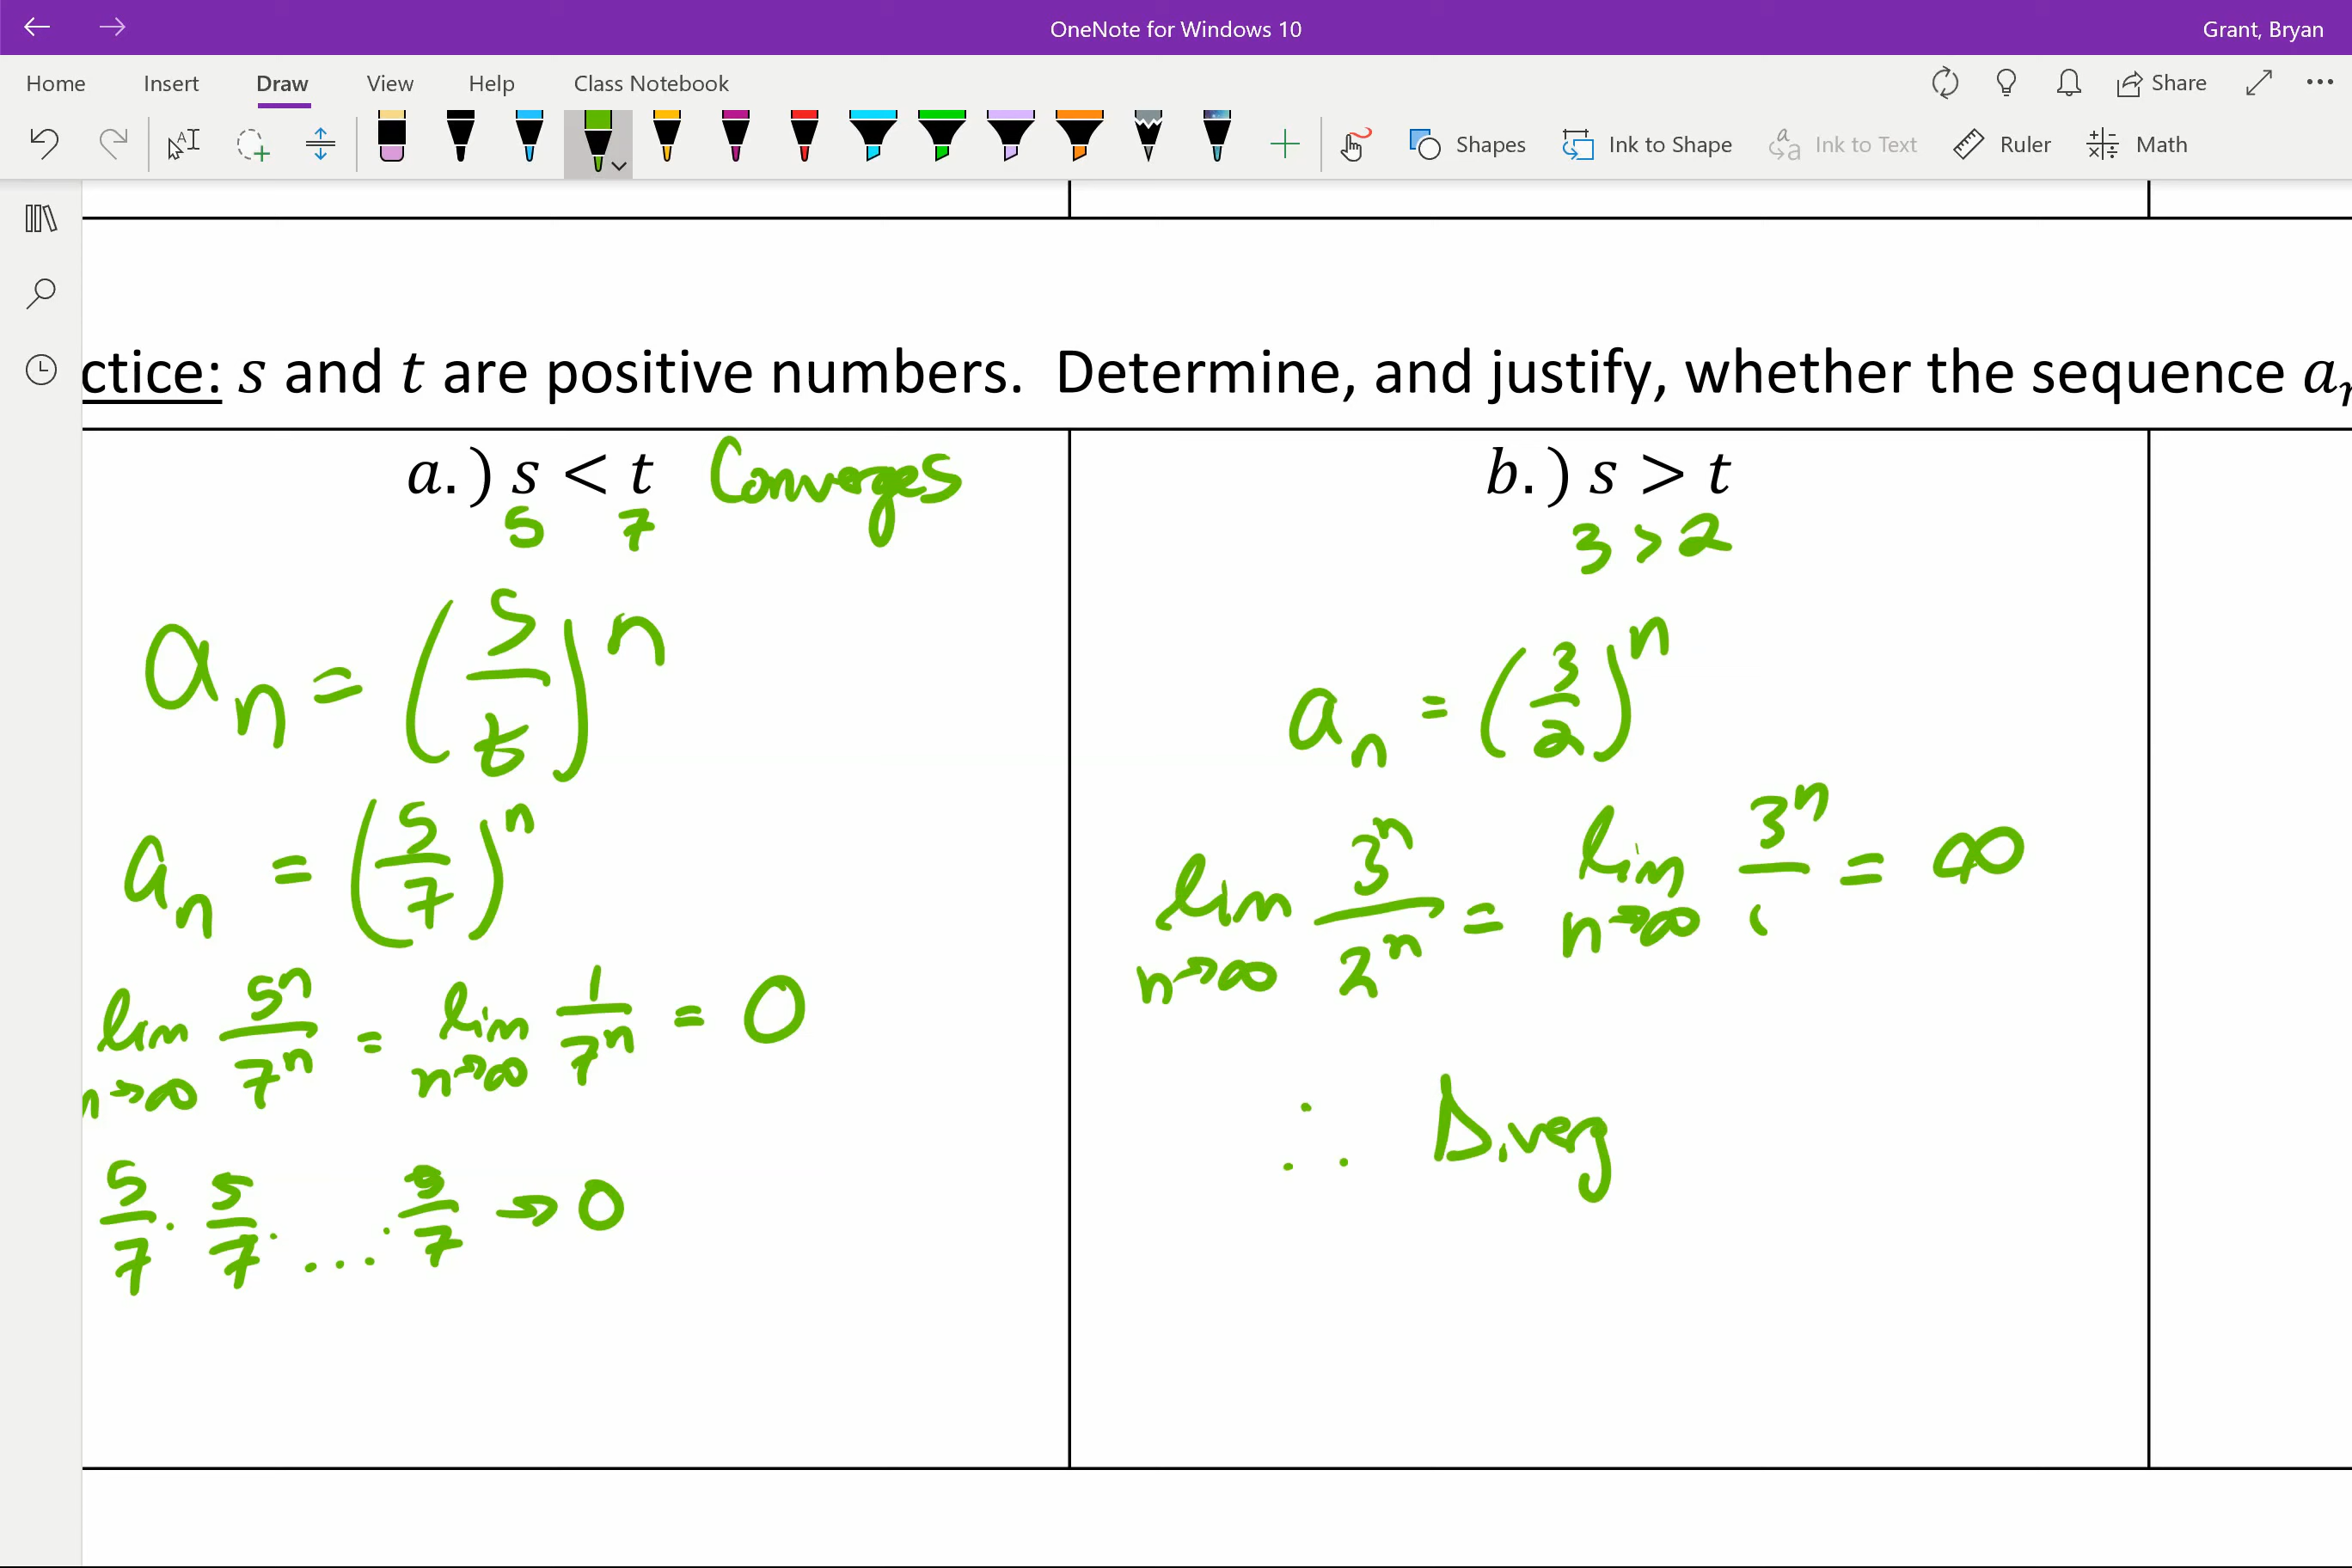 OneNote for Windows 10
Grant, Bryan
Home Insert Draw View Help Class Notebook Share
Shapes Ink to Shape Ink to Text Ruler Math
ctice: s and t are positive numbers. Determine, and justify, whether the sequence aₙ
a.) s < t Converges
5 7
aₙ = (s/t)ⁿ
aₙ = (5/7)ⁿ
lim n→∞ 5ⁿ/7ⁿ = lim n→∞ 1/7ⁿ = 0
5/7 · 5/7 · ... · 5/7 → 0
b.) s > t
3 > 2
aₙ = (3/2)ⁿ
lim n→∞ 3ⁿ/2ⁿ = lim n→∞ 3ⁿ/( = ∞
∴ Diverg